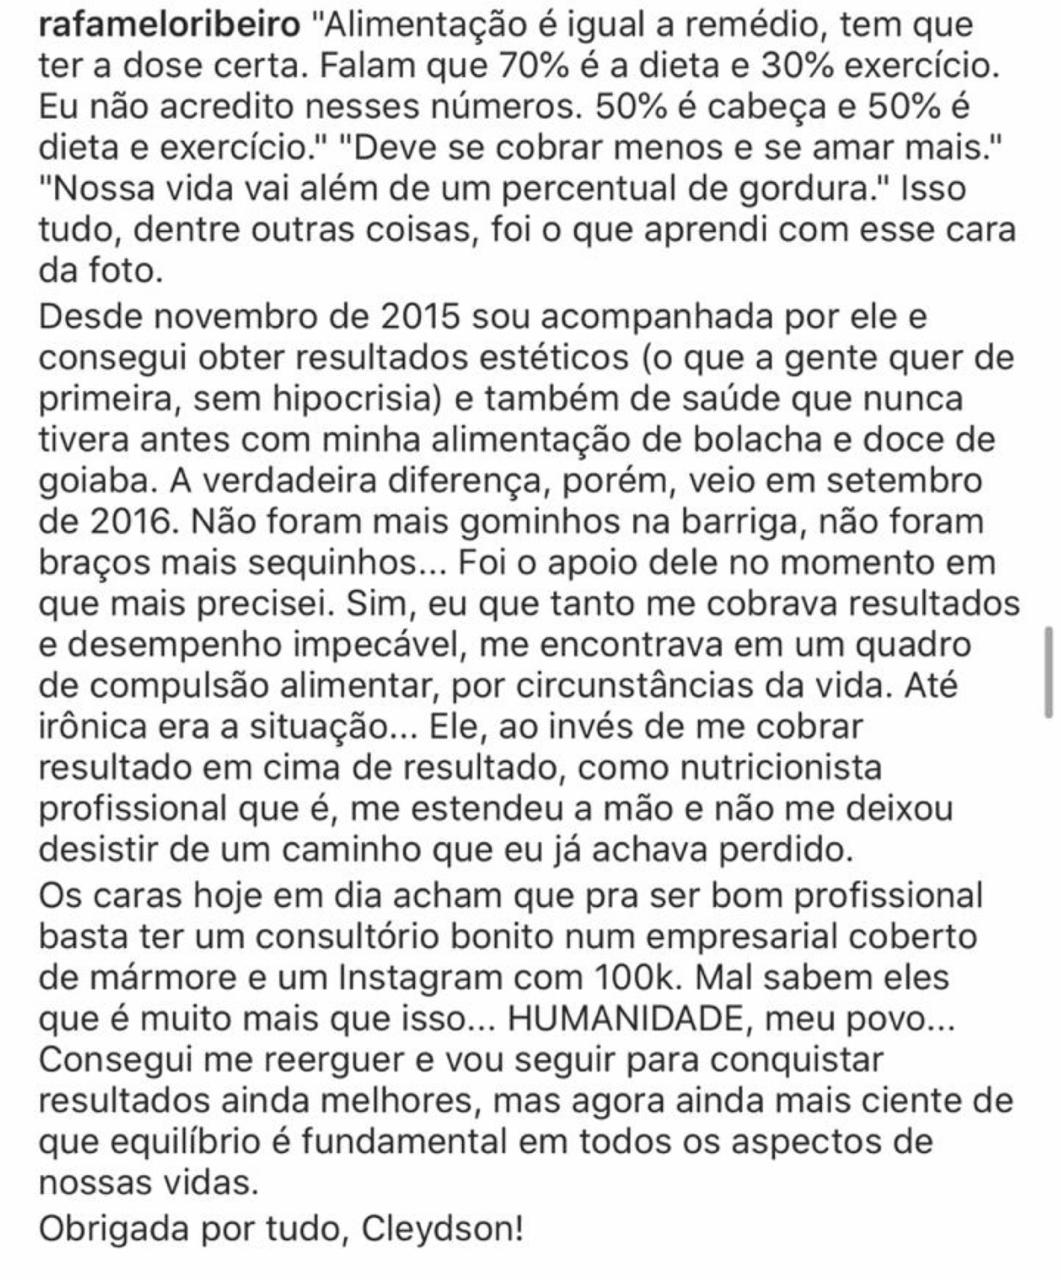 rafameloribeiro "Alimentação é igual a remédio, tem que
ter a dose certa. Falam que 70% é a dieta e 30% exercício.
Eu não acredito nesses números. 50% é cabeça e 50% é
dieta e exercício." "Deve se cobrar menos e se amar mais."
"Nossa vida vai além de um percentual de gordura." Isso
tudo, dentre outras coisas, foi o que aprendi com esse cara
da foto.
Desde novembro de 2015 sou acompanhada por ele e
consegui obter resultados estéticos (o que a gente quer de
primeira, sem hipocrisia) e também de saúde que nunca
tivera antes com minha alimentação de bolacha e doce de
goiaba. A verdadeira diferença, porém, veio em setembro
de 2016. Não foram mais gominhos na barriga, não foram
braços mais sequinhos... Foi o apoio dele no momento em
que mais precisei. Sim, eu que tanto me cobrava resultados
e desempenho impecável, me encontrava em um quadro
de compulsão alimentar, por circunstâncias da vida. Até
irônica era a situação... Ele, ao invés de me cobrar
resultado em cima de resultado, como nutricionista
profissional que é, me estendeu a mão e não me deixou
desistir de um caminho que eu já achava perdido.
Os caras hoje em dia acham que pra ser bom profissional
basta ter um consultório bonito num empresarial coberto
de mármore e um Instagram com 100k. Mal sabem eles
que é muito mais que isso... HUMANIDADE, meu povo...
Consegui me reerguer e vou seguir para conquistar
resultados ainda melhores, mas agora ainda mais ciente de
que equilíbrio é fundamental em todos os aspectos de
nossas vidas.
Obrigada por tudo, Cleydson!